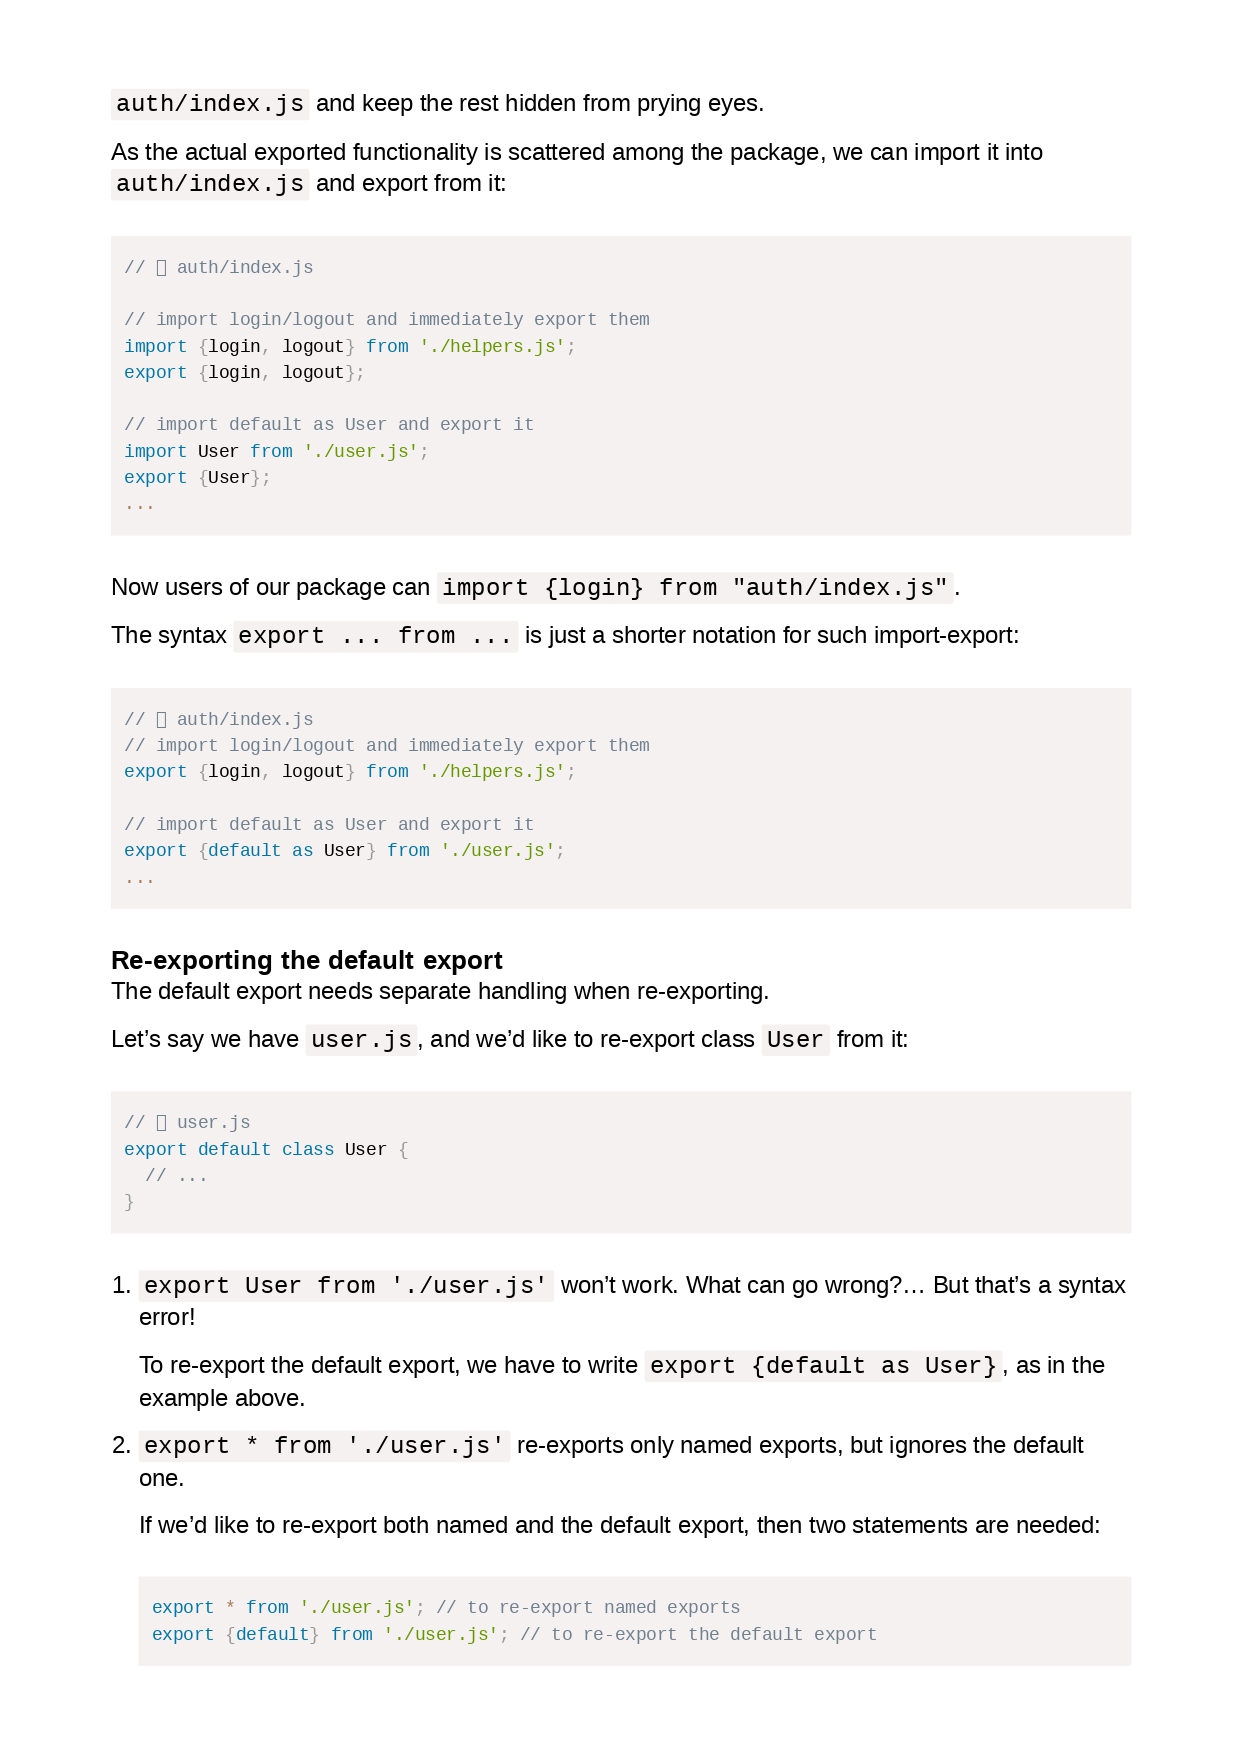 auth/index.js and keep the rest hidden from prying eyes.
As the actual exported functionality is scattered among the package, we can import it into
auth/index.js and export from it:
// auth/index.js
// import login/logout and immediately export them
import {login, logout} from './helpers.js';
export {login, logout};
// import default as User and export it
import User from './user.js';
export {User};
...
Now users of our package can import {login} from "auth/index.js".
The syntax export ... from ... is just a shorter notation for such import-export:
// auth/index.js
// import login/logout and immediately export them
export {login, logout} from './helpers.js';
// import default as User and export it
export {default as User} from './user.js';
...
Re-exporting the default export
The default export needs separate handling when re-exporting.
Let’s say we have user.js, and we’d like to re-export class User from it:
// user.js
export default class User {
  // ...
}
1. export User from './user.js' won’t work. What can go wrong?… But that’s a syntax
error!
To re-export the default export, we have to write export {default as User}, as in the
example above.
2. export * from './user.js' re-exports only named exports, but ignores the default
one.
If we’d like to re-export both named and the default export, then two statements are needed:
export * from './user.js'; // to re-export named exports
export {default} from './user.js'; // to re-export the default export